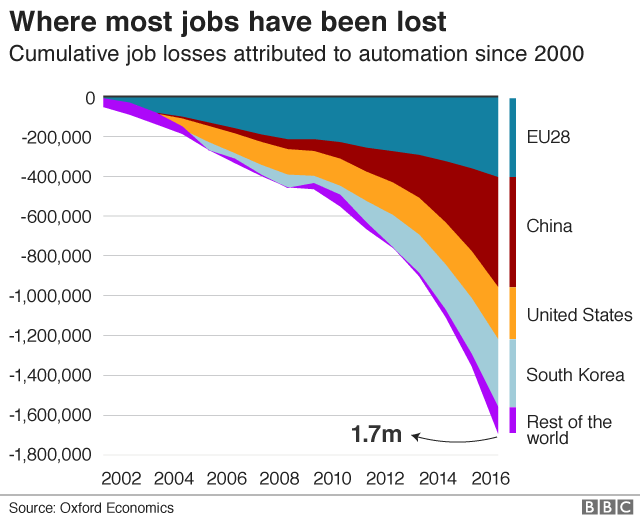 Where most jobs have been lost
Cumulative job losses attributed to automation since 2000
0
-200,000
-400,000
-600,000
-800,000
-1,000,000
-1,200,000
-1,400,000
-1,600,000
-1,800,000
EU28
China
United States
South Korea
Rest of the
world
1.7m
2002 2004 2006 2008 2010 2012 2014 2016
Source: Oxford Economics
BBC